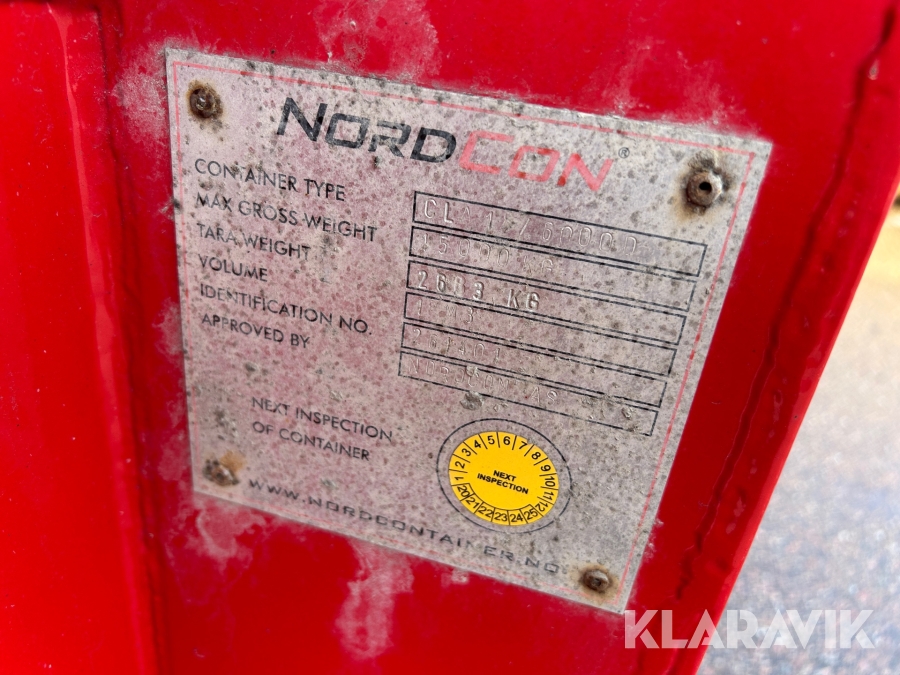 NORDCON®
CONTAINER TYPE
MAX GROSS WEIGHT
TARA WEIGHT 2683 KG
VOLUME
IDENTIFICATION NO.
APPROVED BY
NEXT INSPECTION
OF CONTAINER
1 2 3 4 5 6 7 8 9 10 11 12
NEXT
INSPECTION
20 21 22 23 24 25
WWW.NORDCONTAINER.NO
KLARAVIK